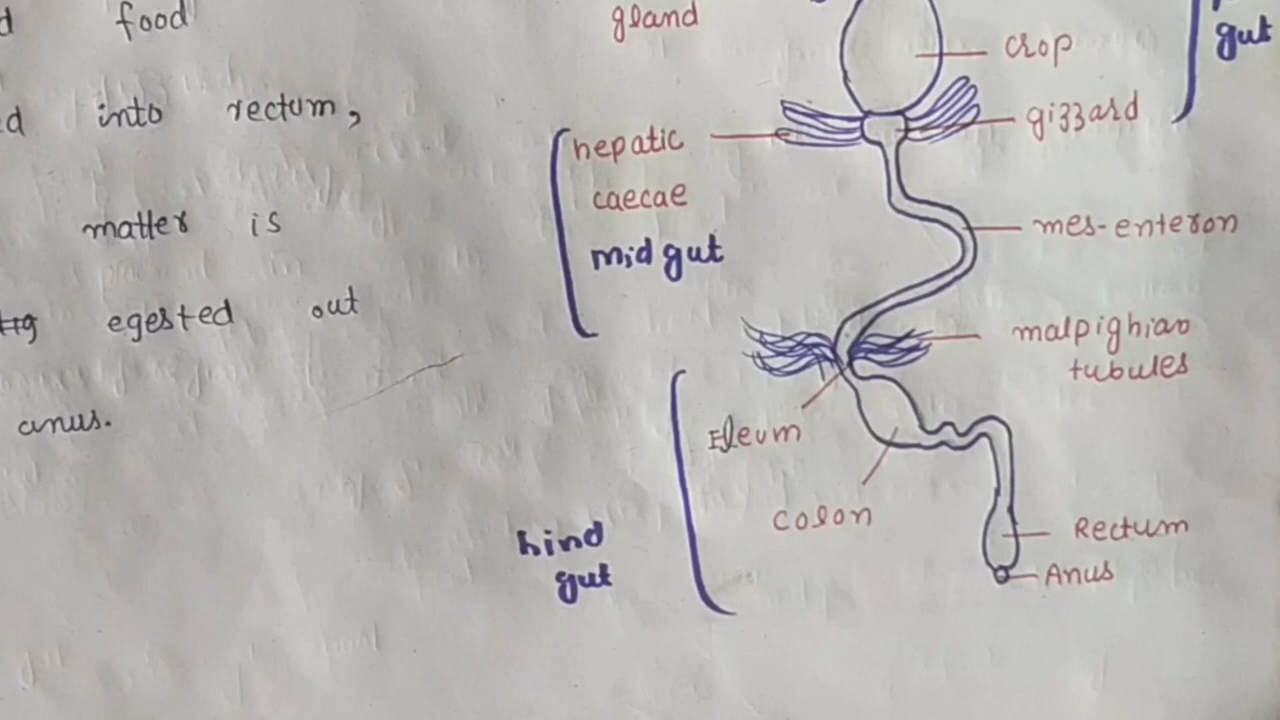 d food
d into rectum,
matter is
egested out
anus.
gland
crop
gut
gizzard
hepatic
caecae
mid gut
mes-enteron
malpighian
tubules
Ileum
colon
hind
gut
Rectum
Anus